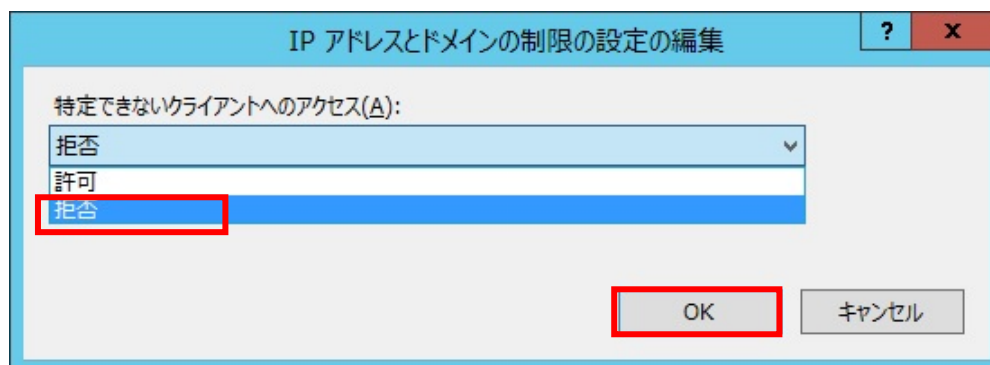 IP アドレスとドメインの制限の設定の編集
?
x
特定できないクライアントへのアクセス(A):
拒否
許可
拒否
OK
キャンセル